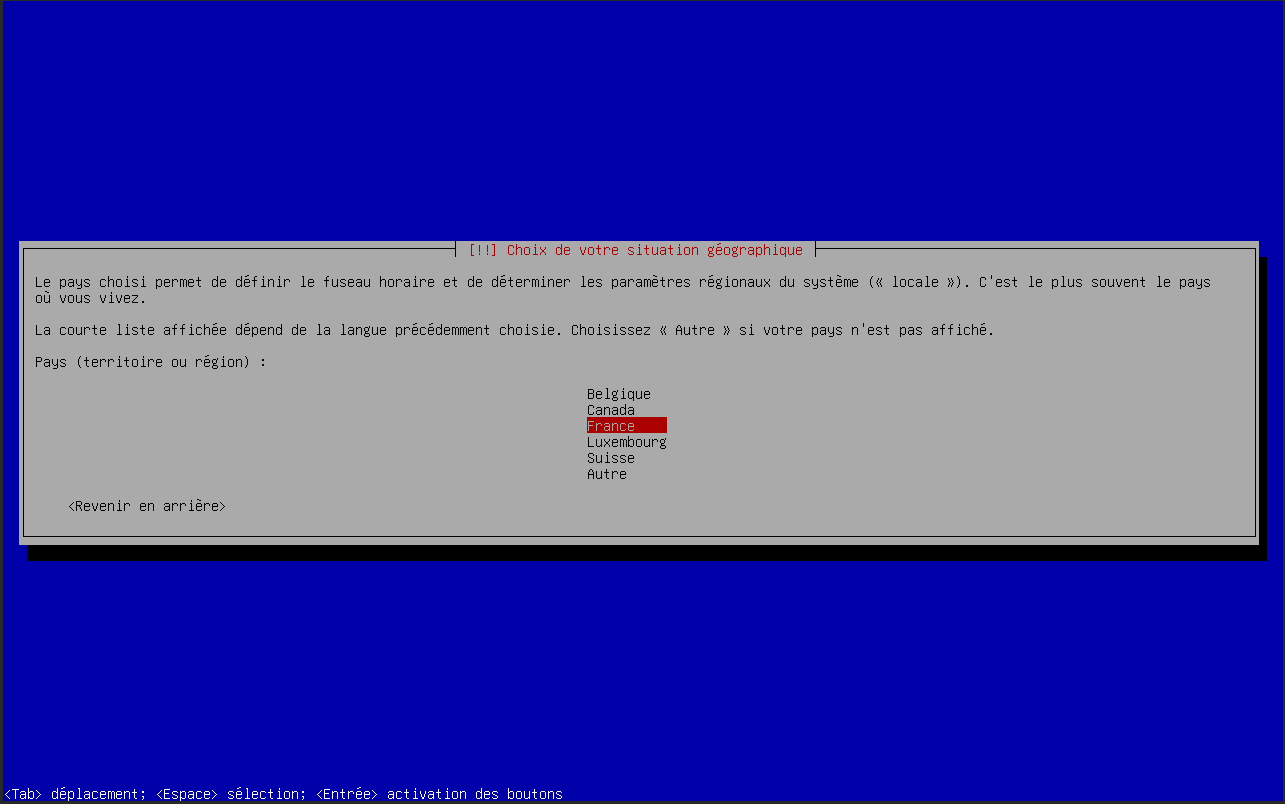 [!!] Choix de votre situation géographique
Le pays choisi permet de définir le fuseau horaire et de déterminer les paramètres régionaux du système (« locale »). C'est le plus souvent le pays
où vous vivez.
La courte liste affichée dépend de la langue précédemment choisie. Choisissez « Autre » si votre pays n'est pas affiché.
Pays (territoire ou région) :
Belgique
Canada
France
Luxembourg
Suisse
Autre
<Revenir en arrière>
<Tab> déplacement; <Espace> sélection; <Entrée> activation des boutons